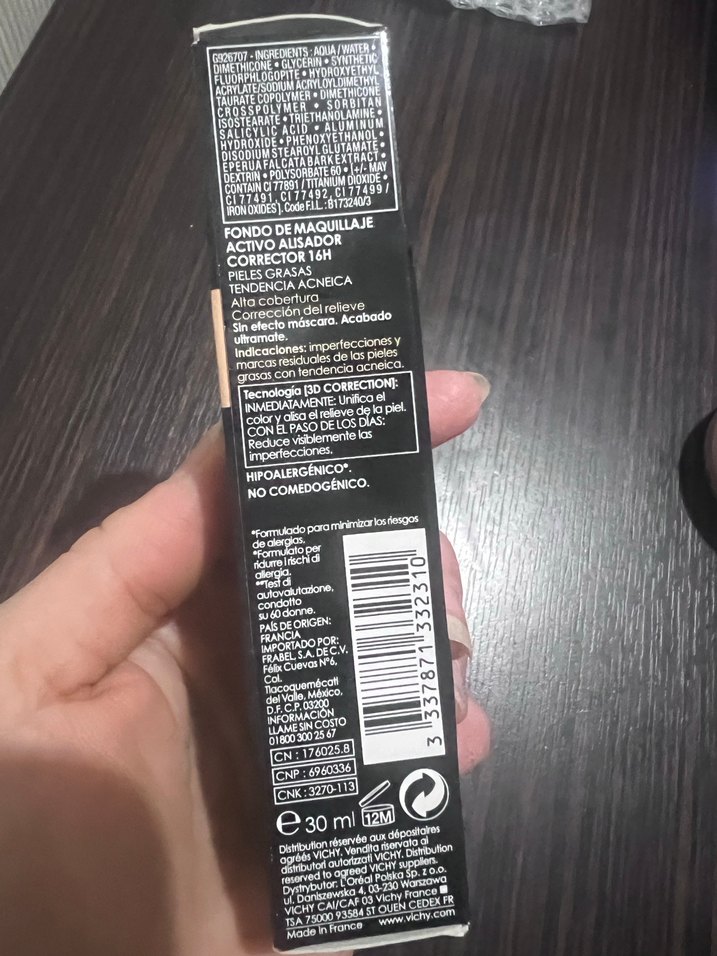 G926707 • INGREDIENTS : AQUA / WATER •
DIMETHICONE • GLYCERIN • SYNTHETIC
FLUORPHLOGOPITE • HYDROXYETHYL
ACRYLATE/SODIUM ACRYLOYLDIMETHYL
TAURATE COPOLYMER • DIMETHICONE
CROSSPOLYMER • SORBITAN
ISOSTEARATE • TRIETHANOLAMINE •
SALICYLIC ACID • ALUMINUM
HYDROXIDE • PHENOXYETHANOL •
DISODIUM STEAROYL GLUTAMATE •
EPERUA FALCATA BARK EXTRACT •
DEXTRIN • POLYSORBATE 60 • [+/- MAY
CONTAIN CI 77891 / TITANIUM DIOXIDE •
CI 77491, CI 77492, CI 77499 /
IRON OXIDES]. Code F.I.L. : B173240/3
FONDO DE MAQUILLAJE
ACTIVO ALISADOR
CORRECTOR 16H
PIELES GRASAS
TENDENCIA ACNEICA
Alta cobertura
Corrección del relieve
Sin efecto máscara. Acabado
ultramate.
Indicaciones: imperfecciones y
marcas residuales de las pieles
grasas con tendencia acneica.
Tecnología [3D CORRECTION]:
INMEDIATAMENTE: Unifica el
color y alisa el relieve de la piel.
CON EL PASO DE LOS DÍAS:
Reduce visiblemente las
imperfecciones.
HIPOALERGÉNICO*.
NO COMEDOGÉNICO.
*Formulado para minimizar los riesgos
de alergias.
*Formulato per
ridurre i rischi di
allergia.
**Test di
autovalutazione,
condotto
su 60 donne.
PAÍS DE ORIGEN:
FRANCIA
IMPORTADO POR:
FRABEL, S.A. DE C.V.
Félix Cuevas N°6,
Col.
Tlacoquemécatl
del Valle, México,
D.F. C.P. 03200
INFORMACIÓN
LLAME SIN COSTO
01 800 300 25 67
3 337871 332310
CN : 176025.8
CNP : 6960336
CNK : 3270-113
e 30 ml 12M
Distribution réservée aux dépositaires
agréés VICHY. Vendita riservata ai
distributori autorizzati VICHY. Distribution
reserved to agreed VICHY suppliers.
Dystrybutor: L'Oréal Polska Sp. z o.o.
ul. Daniszewska 4, 03-230 Warszawa
VICHY CAI/CAF 03 Vichy France
TSA 75000 93584 ST OUEN CEDEX FR
Made in France www.vichy.com